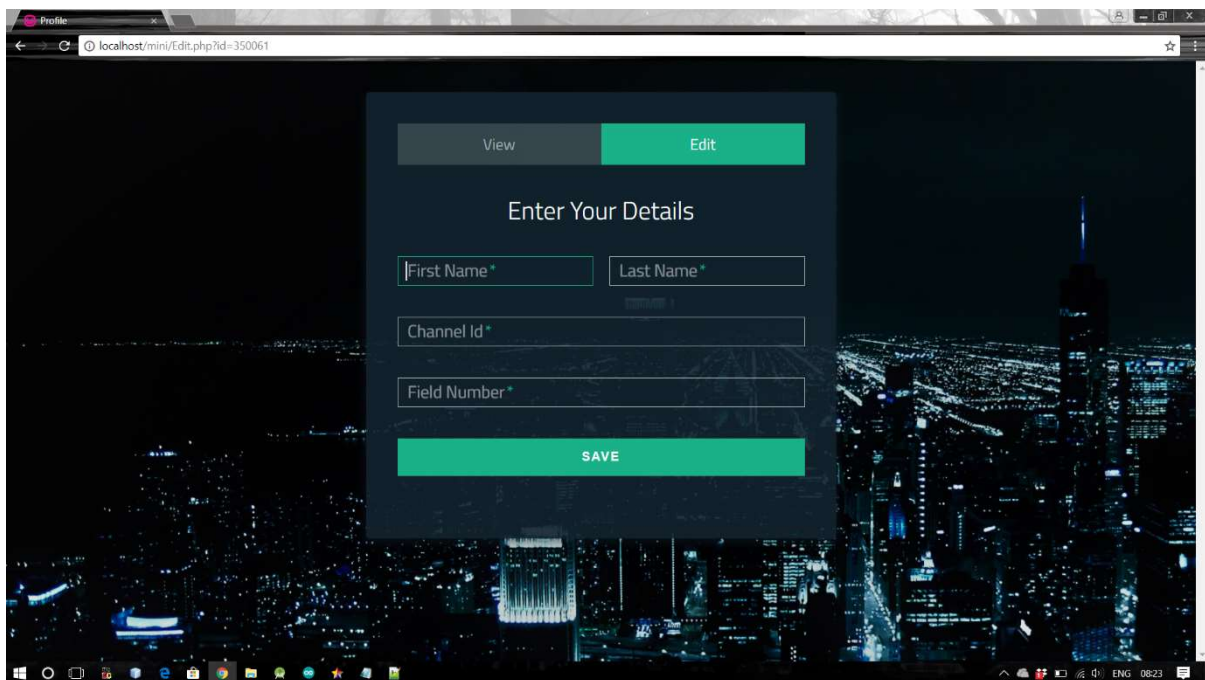 Profile
localhost/mini/Edit.php?id=350061
View Edit
Enter Your Details
First Name* Last Name*
Channel Id*
Field Number*
SAVE
ENG 08:23